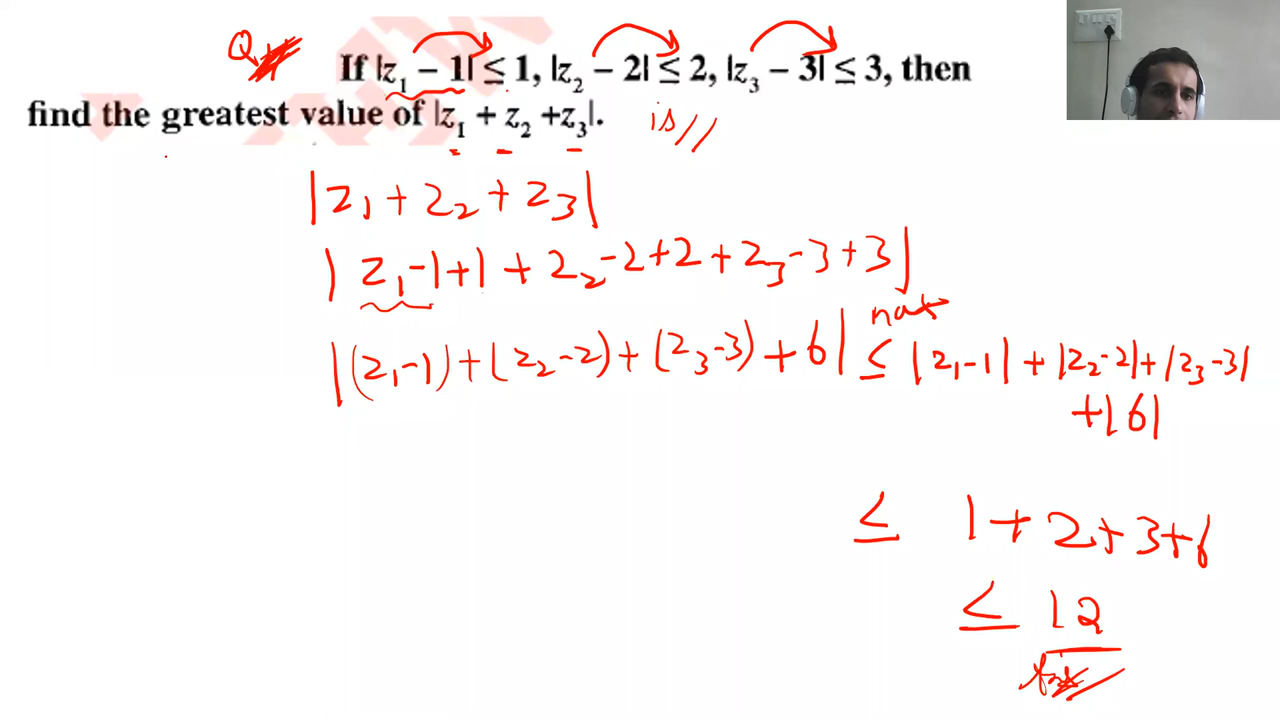 Q
If |z₁ − 1| ≤ 1, |z₂ − 2| ≤ 2, |z₃ − 3| ≤ 3, then
find the greatest value of |z₁ + z₂ +z₃|. is //
|z₁ + z₂ + z₃|
| z₁ -1 +1 + z₂ -2 +2 + z₃ -3 +3 |
|(z₁ -1) + (z₂ -2) + (z₃ -3) + 6| ≤ |z₁ -1| + |z₂ -2| + |z₃ -3|
+ |6|
≤ 1 + 2 + 3 + 6
≤ 12